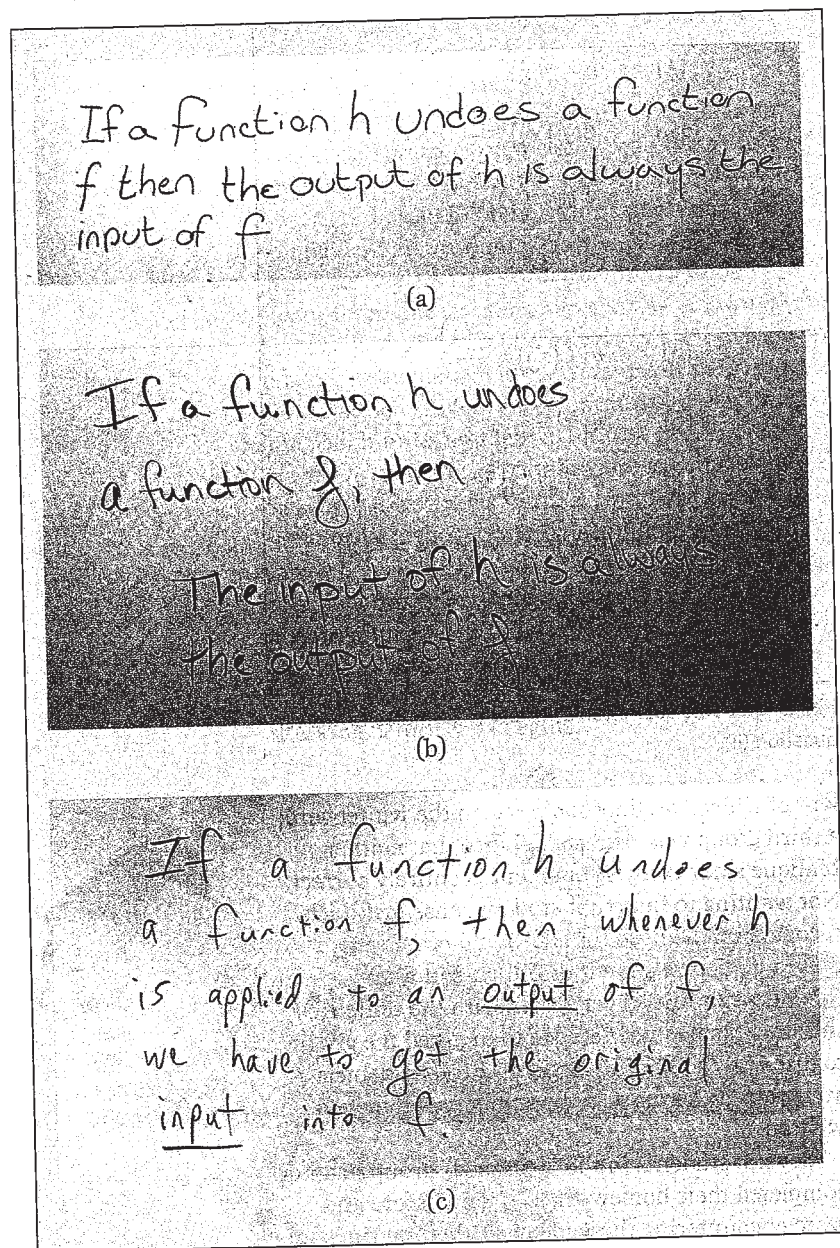 If a function h undoes a function
f then the output of h is always the
input of f
(a)
If a function h undoes
a function f, then
The input of h is always
the output of f
(b)
If a function h undoes
a function f, then whenever h
is applied to an output of f,
we have to get the original
input into f.
(c)